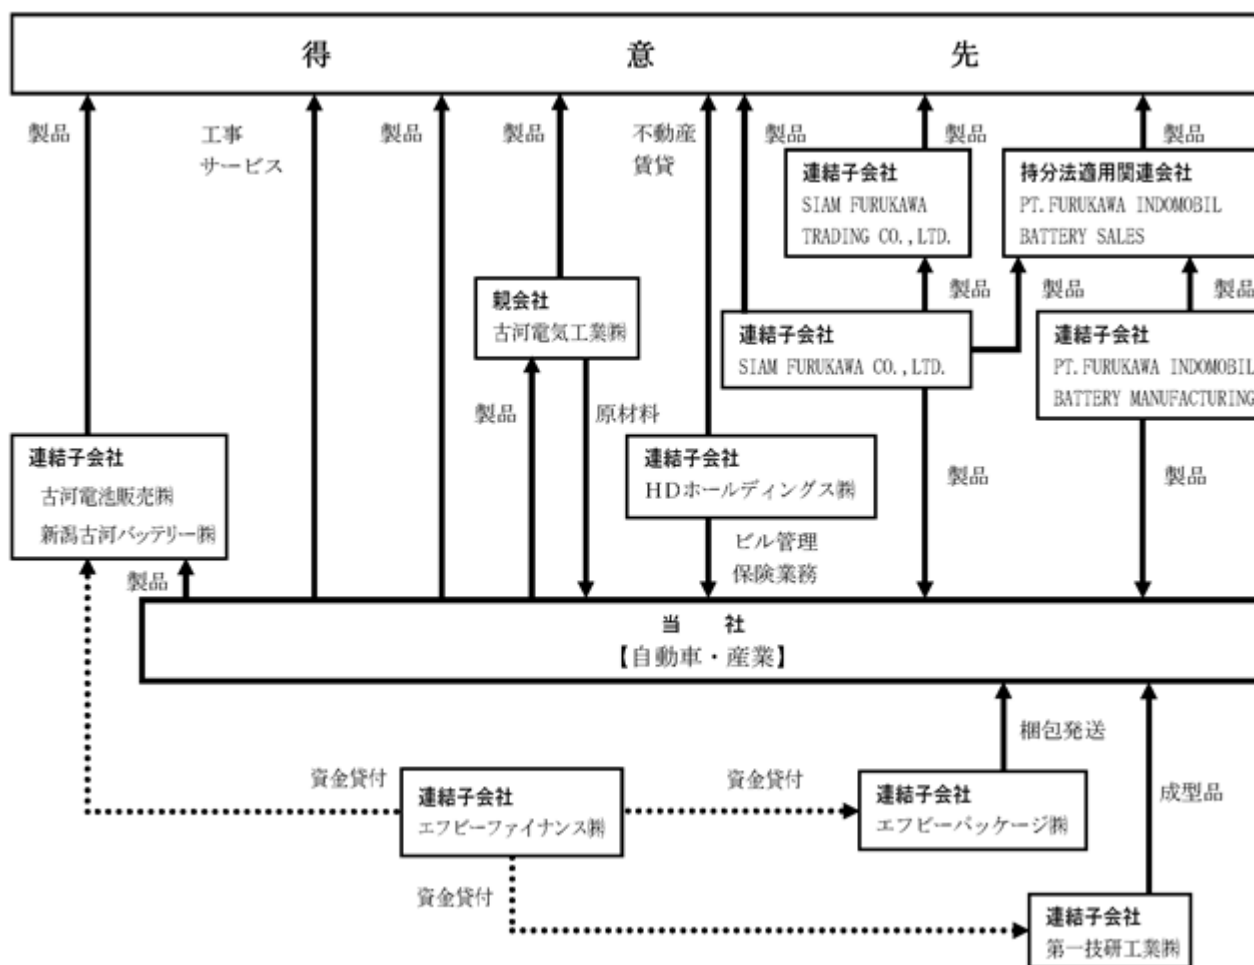 得意先
製品
工事
サービス
製品
製品
不動産
賃貸
製品
製品
製品
連結子会社
SIAM FURUKAWA
TRADING CO.,LTD.
持分法適用関連会社
PT.FURUKAWA INDOMOBIL
BATTERY SALES
親会社
古河電気工業㈱
製品
製品
製品
連結子会社
SIAM FURUKAWA CO.,LTD.
連結子会社
PT.FURUKAWA INDOMOBIL
BATTERY MANUFACTURING
製品
原材料
連結子会社
古河電池販売㈱
新潟古河バッテリー㈱
連結子会社
HDホールディングス㈱
製品
製品
ビル管理
保険業務
製品
当社
【自動車・産業】
梱包発送
資金貸付
資金貸付
成型品
連結子会社
エフビーファイナンス㈱
連結子会社
エフビーパッケージ㈱
資金貸付
連結子会社
第一技研工業㈱